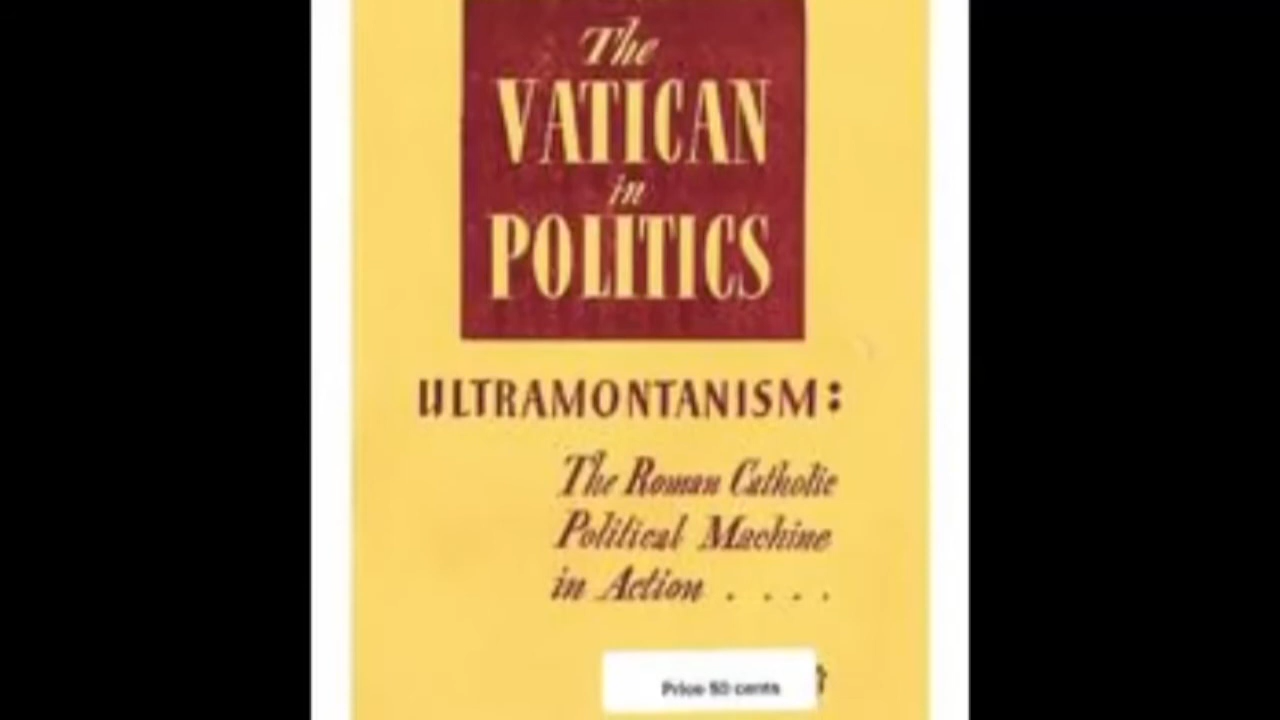 The
VATICAN
in
POLITICS
ULTRAMONTANISM:
The Roman Catholic
Political Machine
in Action . . . .
Price 50 cents